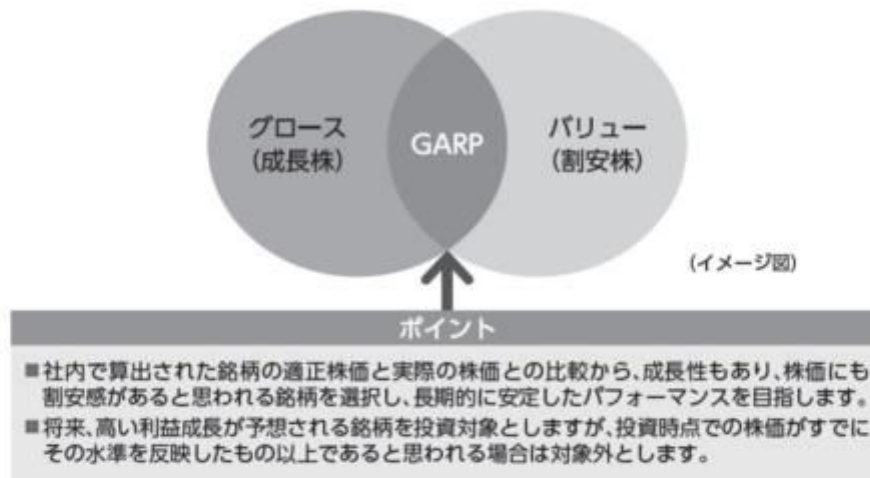 グロース
(成長株)
GARP
バリュー
(割安株)
(イメージ図)
ポイント
■社内で算出された銘柄の適正株価と実際の株価との比較から、成長性もあり、株価にも
割安感があると思われる銘柄を選択し、長期的に安定したパフォーマンスを目指します。
■将来、高い利益成長が予想される銘柄を投資対象としますが、投資時点での株価がすでに
その水準を反映したもの以上であると思われる場合は対象外とします。